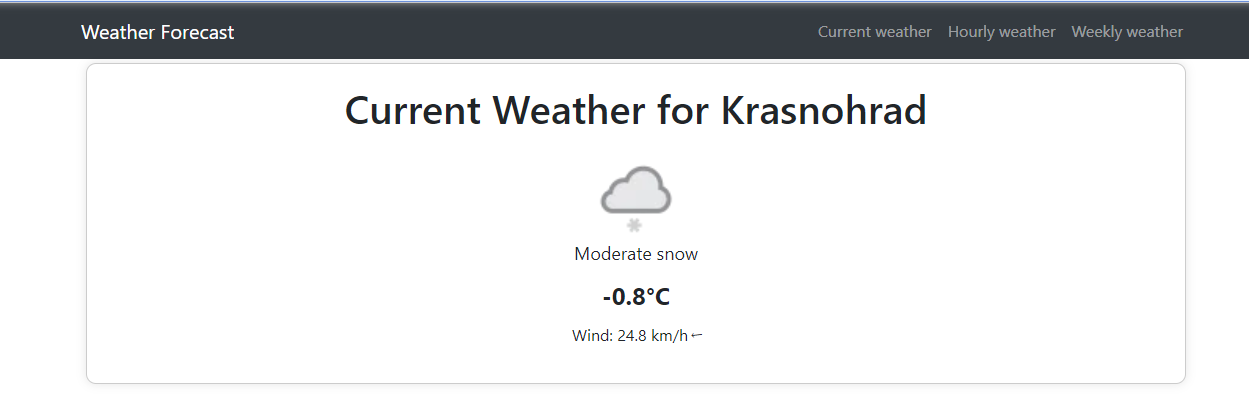 Weather Forecast Current weather Hourly weather Weekly weather
Current Weather for Krasnohrad
Moderate snow
-0.8°C
Wind: 24.8 km/h←